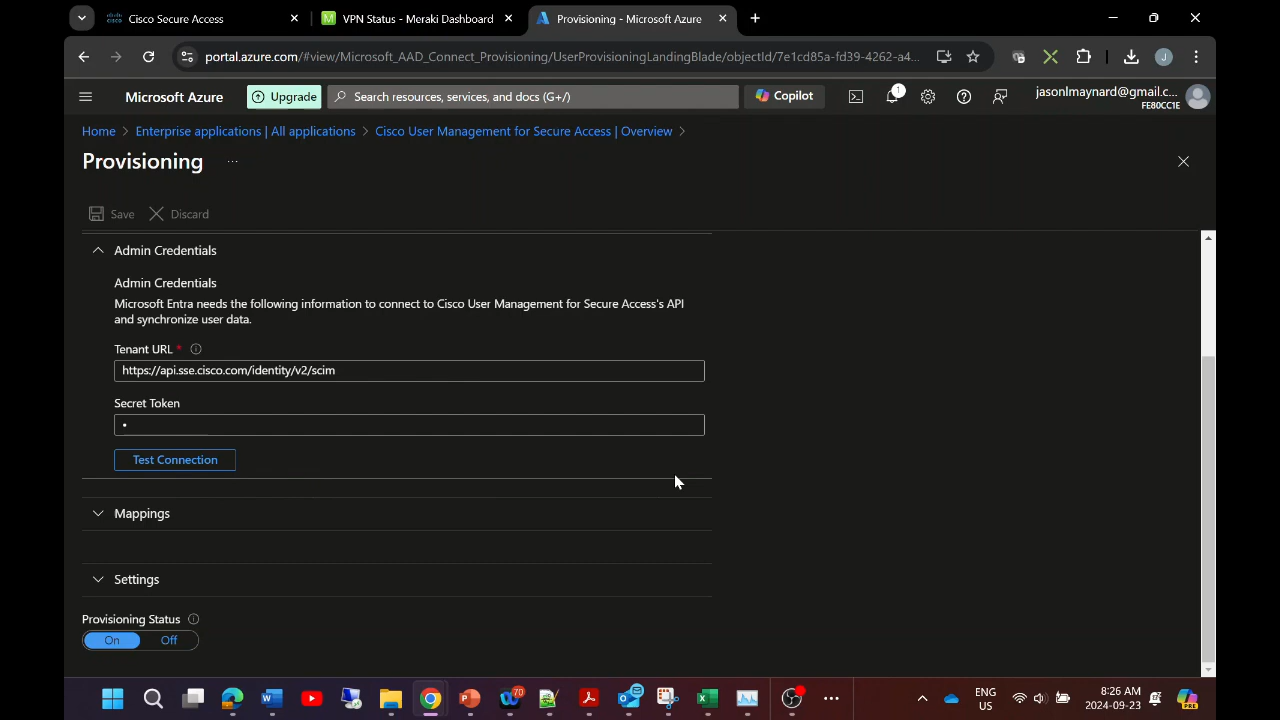 Cisco Secure Access
VPN Status - Meraki Dashboard
Provisioning - Microsoft Azure
portal.azure.com/#view/Microsoft_AAD_Connect_Provisioning/UserProvisioningLandingBlade/objectId/7e1cd85a-fd39-4262-a4...
Microsoft Azure
Upgrade
Search resources, services, and docs (G+/)
Copilot
1
jasonlmaynard@gmail.c...
FE80CC1E
Home > Enterprise applications | All applications > Cisco User Management for Secure Access | Overview >
Provisioning ...
Save
Discard
Admin Credentials
Admin Credentials
Microsoft Entra needs the following information to connect to Cisco User Management for Secure Access's API
and synchronize user data.
Tenant URL *
https://api.sse.cisco.com/identity/v2/scim
Secret Token
•
Test Connection
Mappings
Settings
Provisioning Status
On Off
70
ENG
US
8:26 AM
2024-09-23